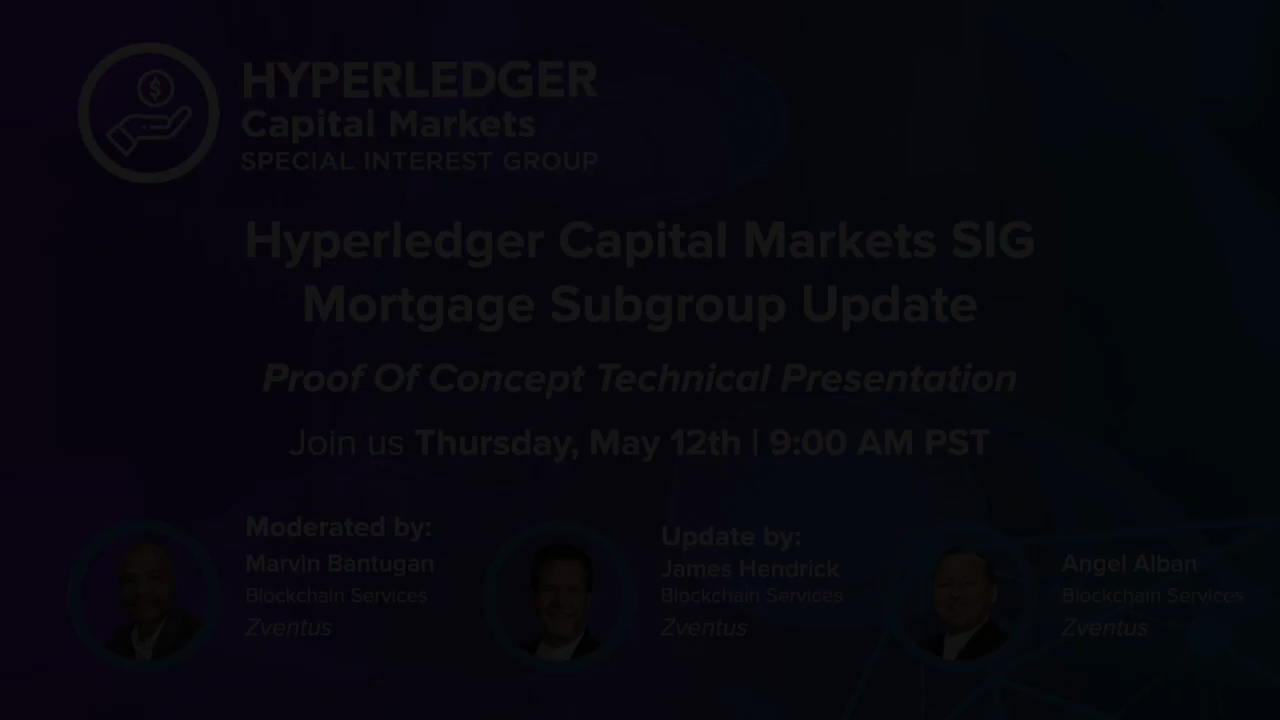 $
HYPERLEDGER
Capital Markets
SPECIAL INTEREST GROUP
Hyperledger Capital Markets SIG
Mortgage Subgroup Update
Proof Of Concept Technical Presentation
Join us Thursday, May 12th | 9:00 AM PST
Moderated by:
Marvin Bantugan
Blockchain Services
Zventus
Update by:
James Hendrick
Blockchain Services
Zventus
Angel Alban
Blockchain Services
Zventus